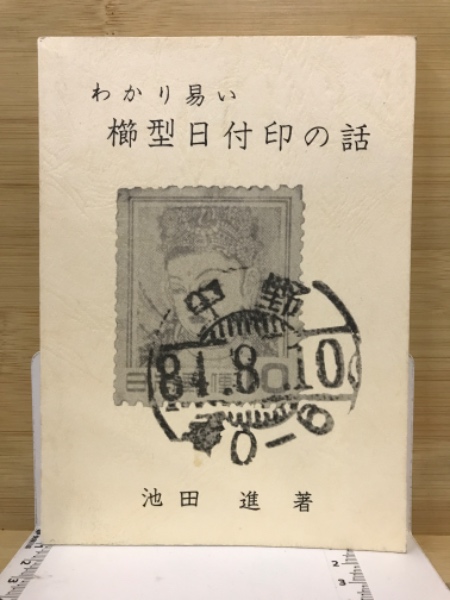 わかり易い
櫛型日付印の話
中野
84.8.10
池田 進 著